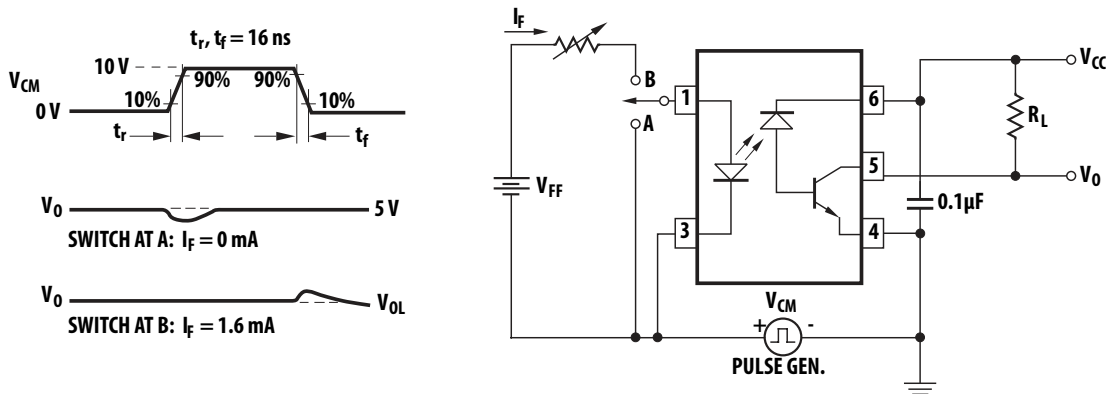 t_r, t_f = 16 ns
V_CM
10 V
0 V
10%
90%
90%
10%
t_r
t_f
V_O
5 V
SWITCH AT A: I_F = 0 mA
V_O
V_OL
SWITCH AT B: I_F = 1.6 mA
I_F
B
A
V_FF
1
3
6
5
4
V_CC
R_L
V_O
0.1µF
V_CM
+
-
PULSE GEN.